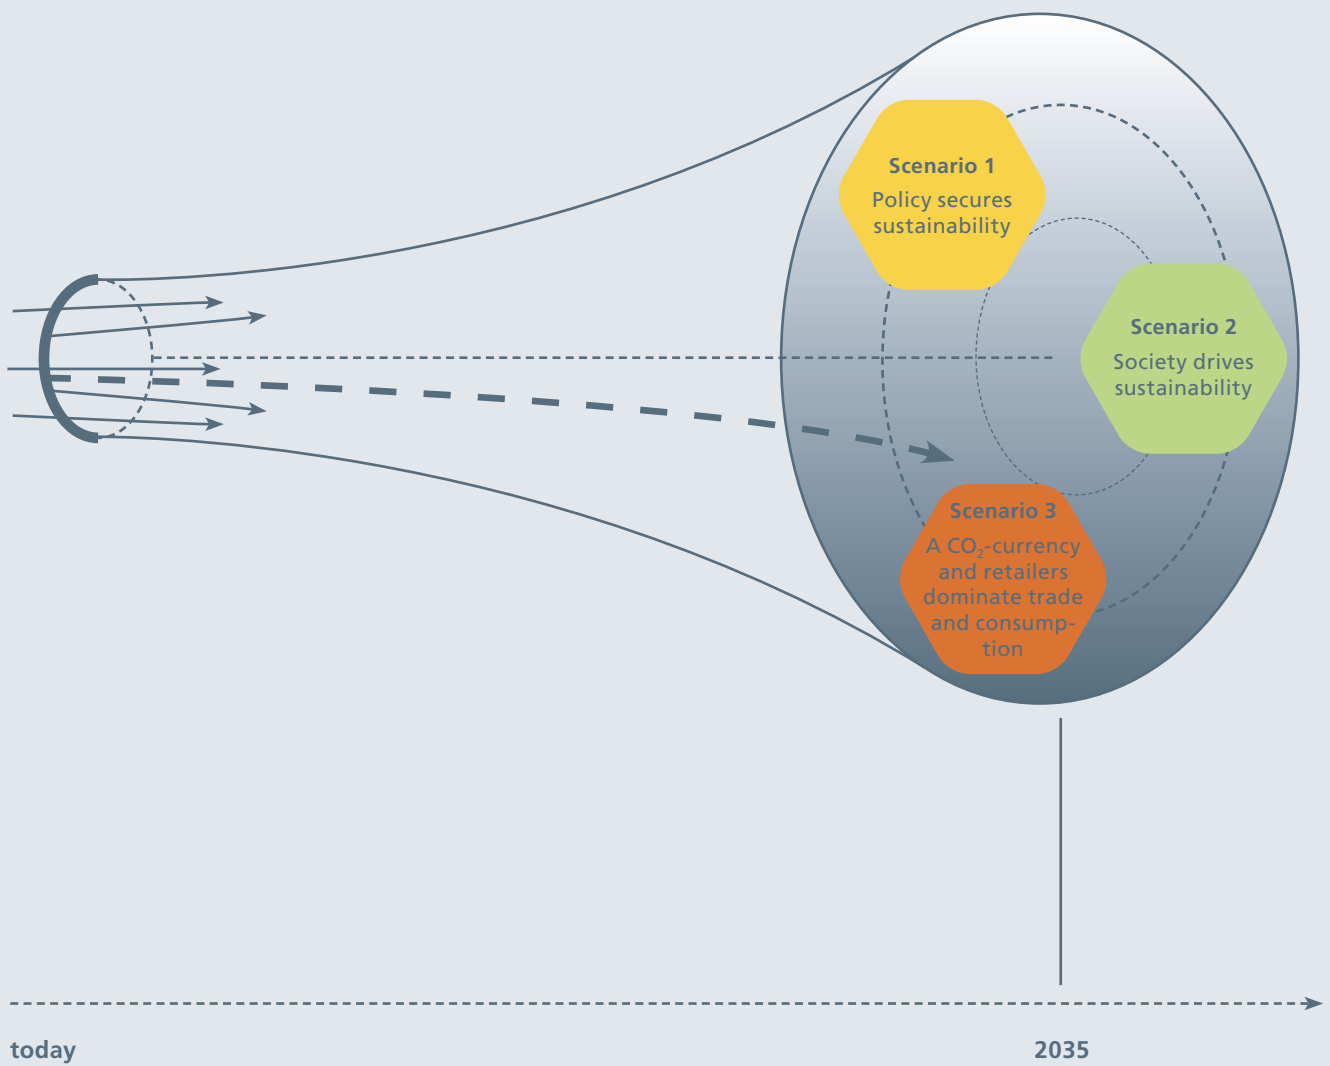 Scenario 1
Policy secures
sustainability
Scenario 2
Society drives
sustainability
Scenario 3
A CO₂-currency
and retailers
dominate trade
and consump-
tion
today
2035